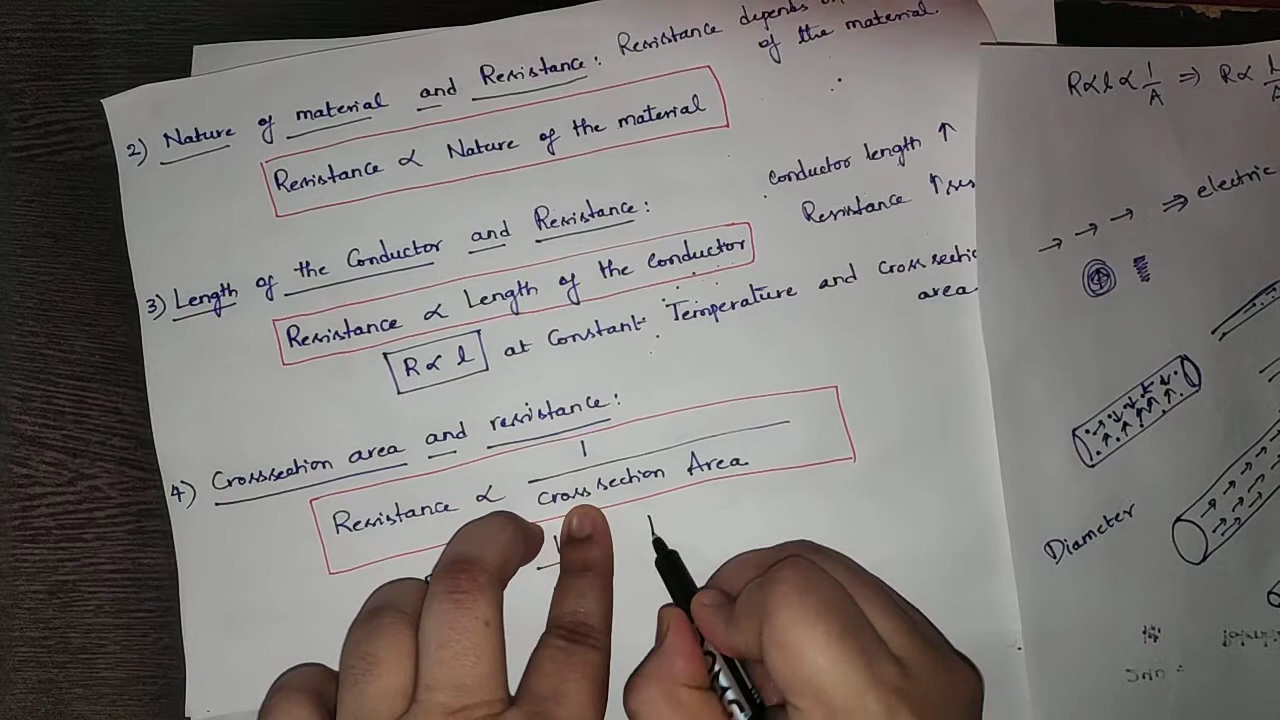 2) Nature of material and Resistance: Resistance depends
of the material.
Resistance ∝ Nature of the material
3) Length of the Conductor and Resistance:
Conductor length ↑
Resistance ↑ses
Resistance ∝ Length of the Conductor
R ∝ l at Constant Temperature and cross sectio
area
4) Crosssection area and resistance:
Resistance ∝ 1
cross section Area
R∝l∝ 1/A ⇒ R∝ L/A
→ → → ⇒ electric
Diameter